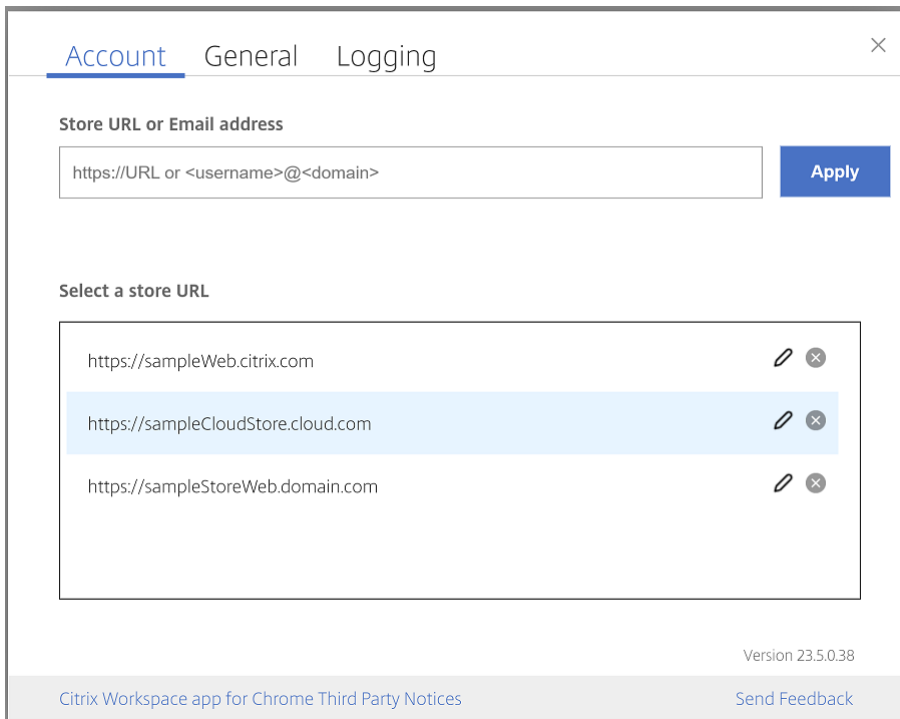 Account General Logging
Store URL or Email address
https://URL or <username>@<domain>
Apply
Select a store URL
https://sampleWeb.citrix.com
https://sampleCloudStore.cloud.com
https://sampleStoreWeb.domain.com
Version 23.5.0.38
Citrix Workspace app for Chrome Third Party Notices
Send Feedback